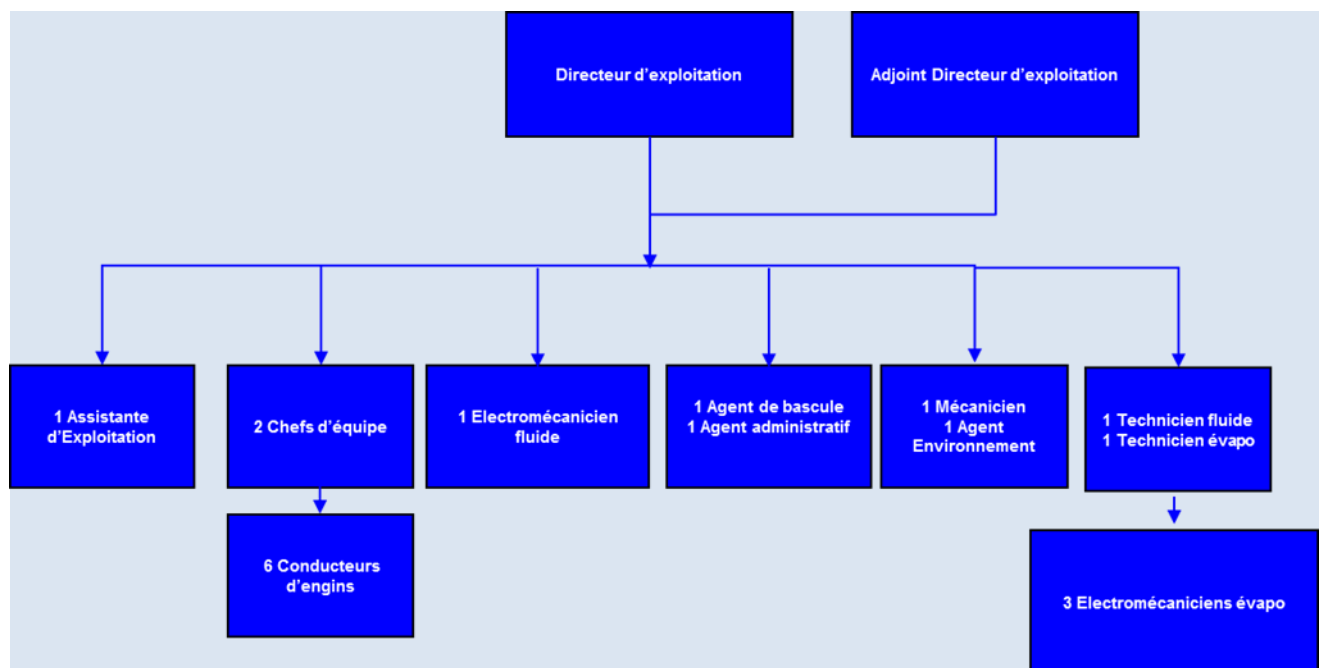 Directeur d'exploitation
Adjoint Directeur d'exploitation
1 Assistante
d'Exploitation
2 Chefs d'équipe
1 Electromécanicien
fluide
1 Agent de bascule
1 Agent administratif
1 Mécanicien
1 Agent
Environnement
1 Technicien fluide
1 Technicien évapo
6 Conducteurs
d'engins
3 Electromécaniciens évapo